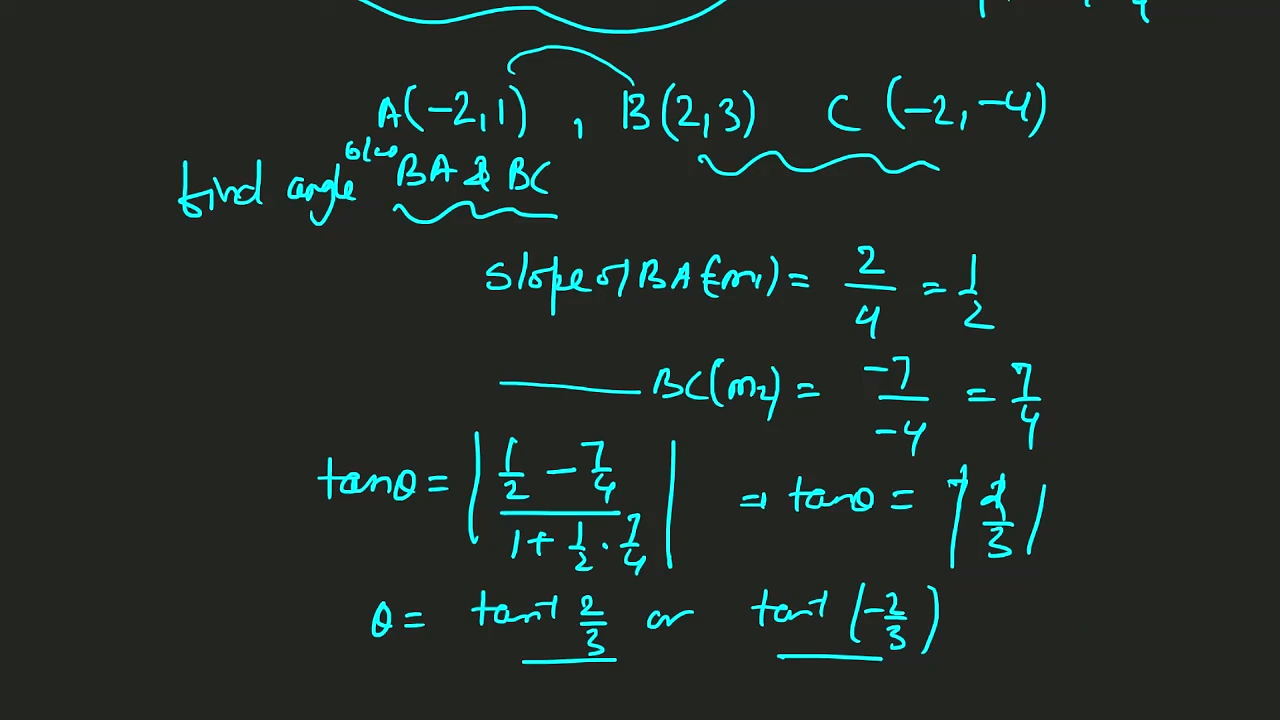 A(-2,1) , B(2,3) C(-2,-4)
find angle b/w BA & BC
Slope of BA(m1) = 2/4 = 1/2
BC(m2) = -7/-4 = 7/4
tanθ = | (1/2 - 7/4) / (1 + 1/2 · 7/4) | ⇒ tanθ = | 2/3 |
θ = tan⁻¹ 2/3 or tan⁻¹ (-2/3)